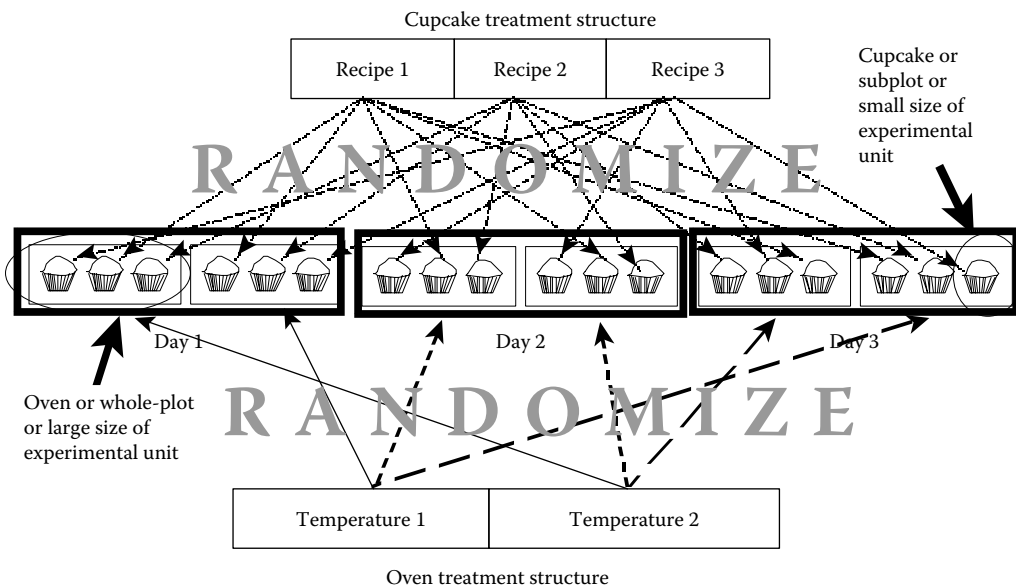 Cupcake treatment structure
Recipe 1
Recipe 2
Recipe 3
Cupcake or
subplot or
small size of
experimental
unit
RANDOMIZE
Day 1
Day 2
Day 3
Oven or whole-plot
or large size of
experimental unit
RANDOMIZE
Temperature 1
Temperature 2
Oven treatment structure